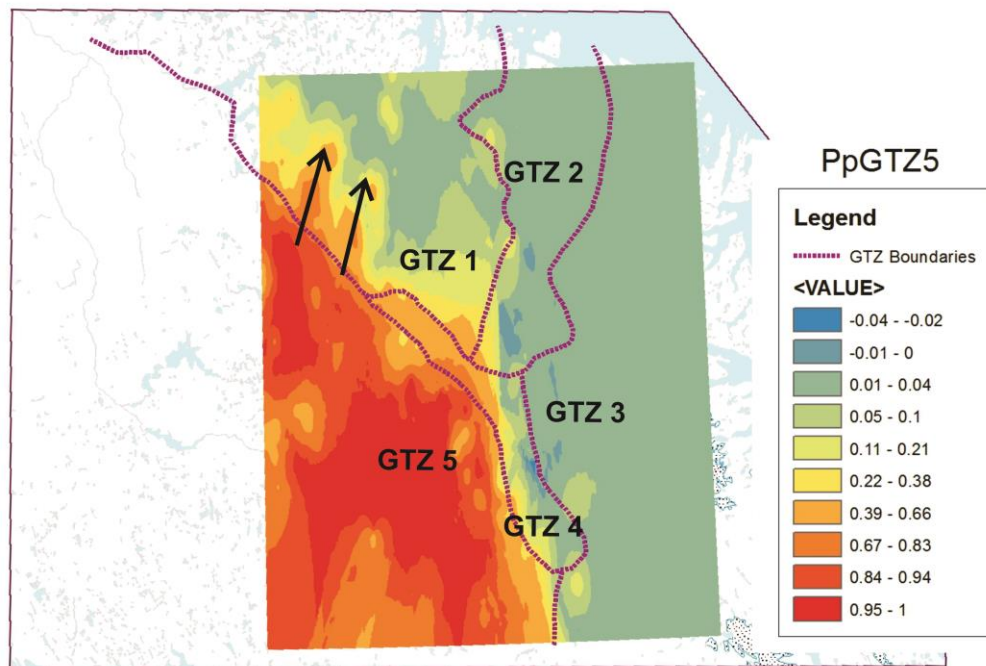 GTZ 2
GTZ 1
GTZ 3
GTZ 5
GTZ 4
PpGTZ5
Legend
GTZ Boundaries
<VALUE>
-0.04 - -0.02
-0.01 - 0
0.01 - 0.04
0.05 - 0.1
0.11 - 0.21
0.22 - 0.38
0.39 - 0.66
0.67 - 0.83
0.84 - 0.94
0.95 - 1